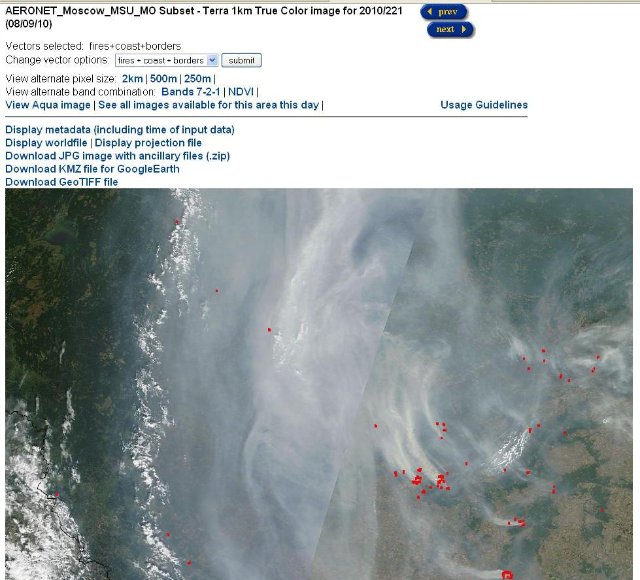 AERONET_Moscow_MSU_MO Subset - Terra 1km True Color image for 2010/221
(08/09/10)
prev
next
Vectors selected: fires+coast+borders
Change vector options: fires + coast + borders submit
View alternate pixel size: 2km | 500m | 250m |
View alternate band combination: Bands 7-2-1 | NDVI |
View Aqua image | See all images available for this area this day |
Usage Guidelines
Display metadata (including time of input data)
Display worldfile | Display projection file
Download JPG image with ancillary files (.zip)
Download KMZ file for GoogleEarth
Download GeoTIFF file